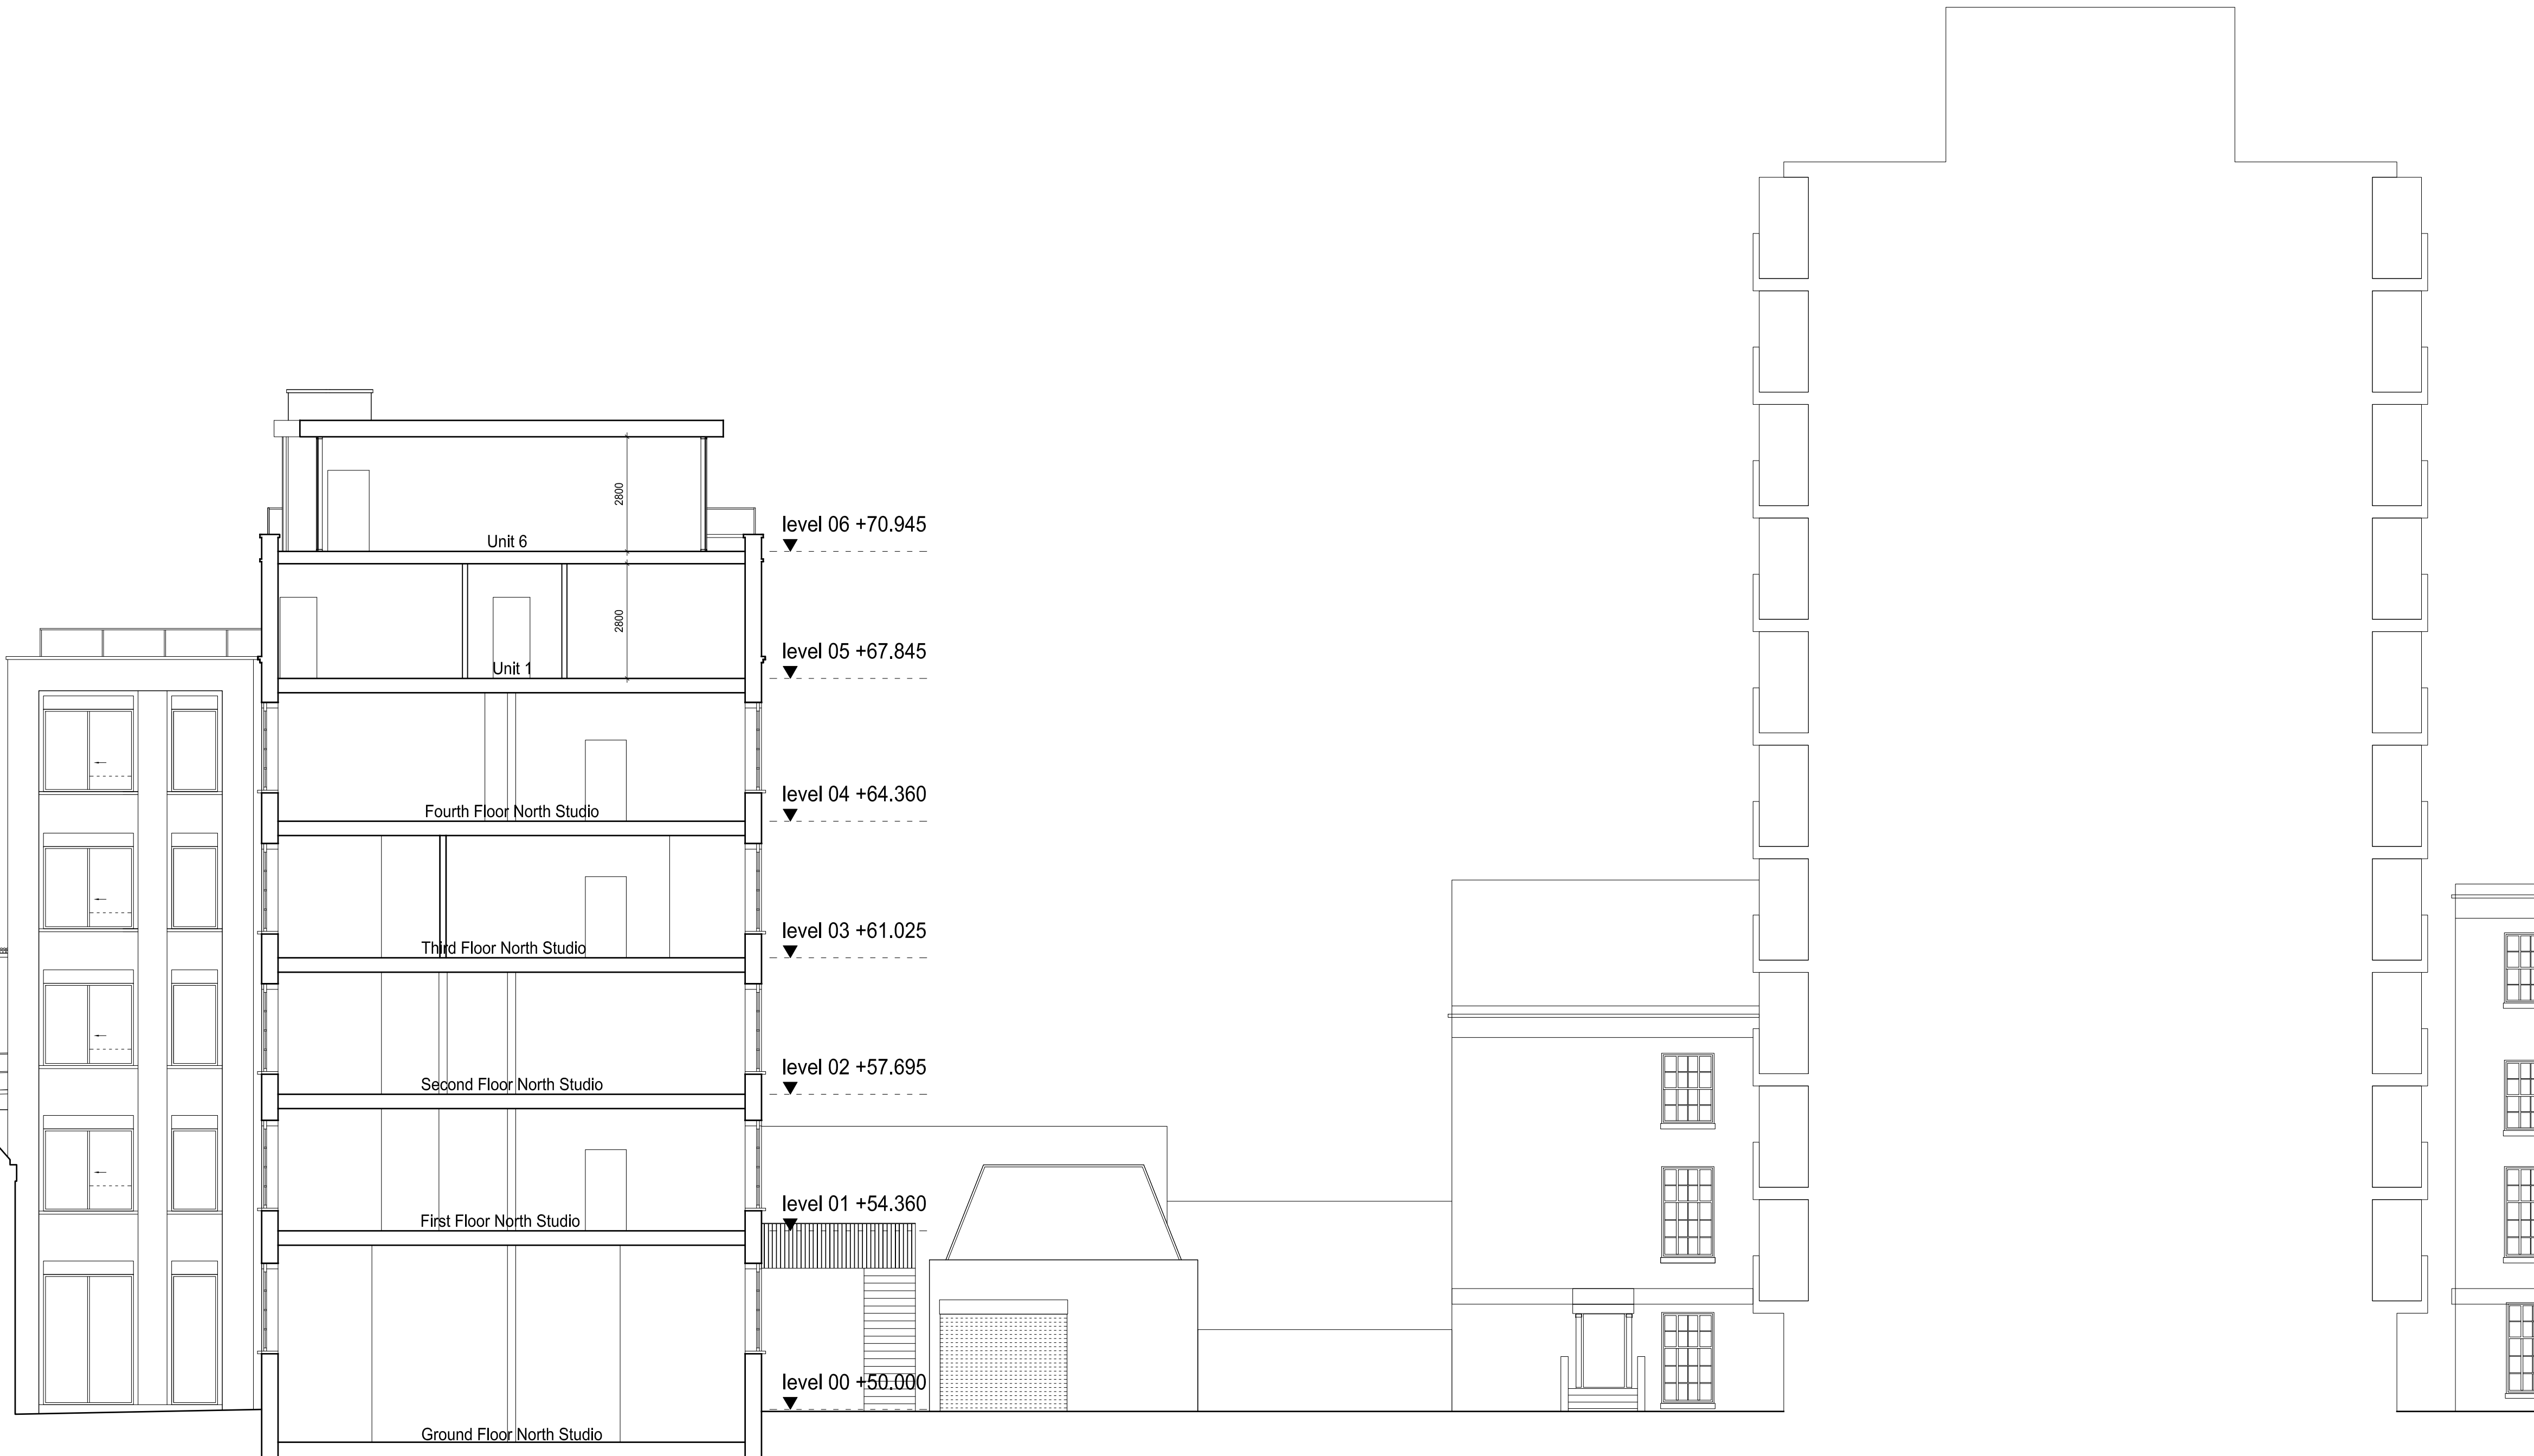 2800
level 06 +70.945
Unit 6
2800
level 05 +67.845
Unit 1
level 04 +64.360
Fourth Floor North Studio
level 03 +61.025
Third Floor North Studio
level 02 +57.695
Second Floor North Studio
level 01 +54.360
First Floor North Studio
level 00 +50.000
Ground Floor North Studio